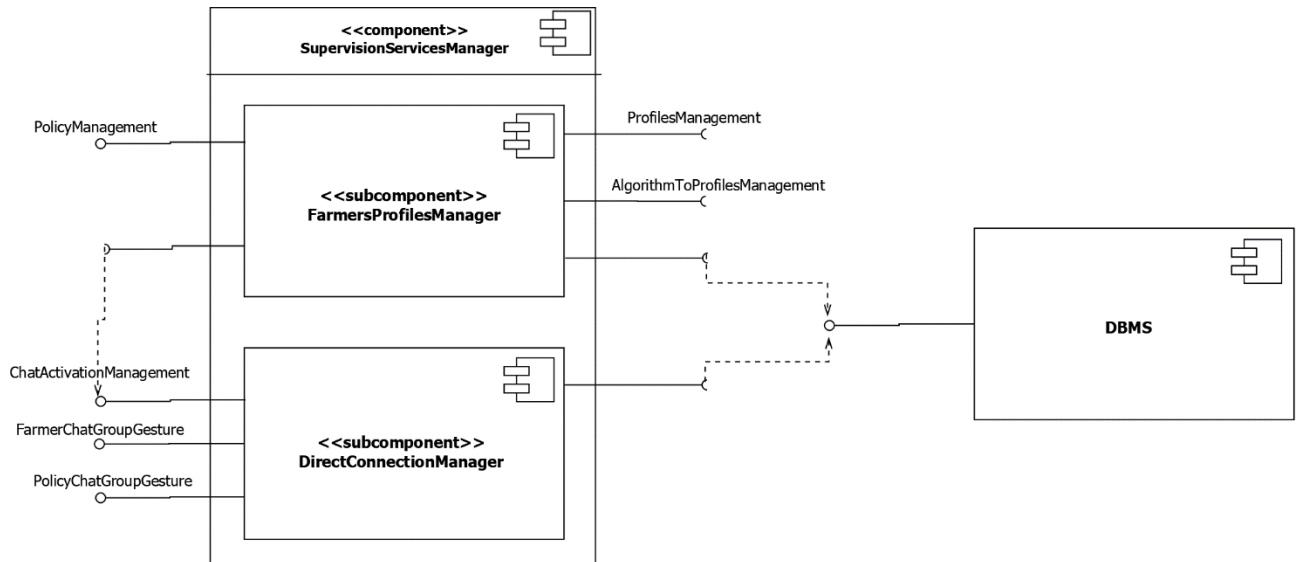 <<component>>
SupervisionServicesManager
PolicyManagement
ProfilesManagement
<<subcomponent>>
FarmersProfilesManager
AlgorithmToProfilesManagement
DBMS
ChatActivationManagement
FarmerChatGroupGesture
<<subcomponent>>
DirectConnectionManager
PolicyChatGroupGesture